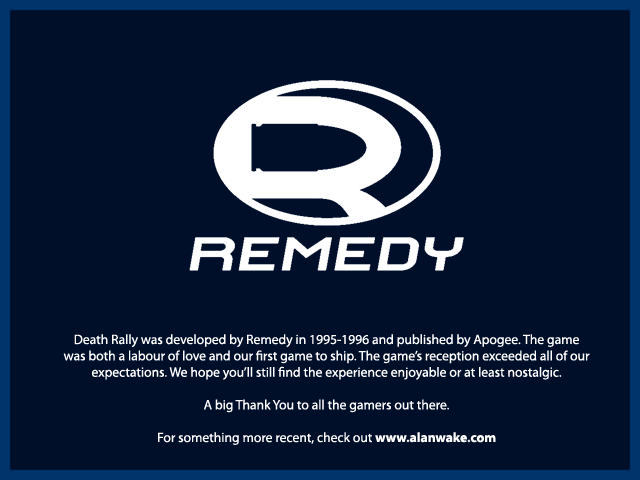 REMEDY
Death Rally was developed by Remedy in 1995-1996 and published by Apogee. The game
was both a labour of love and our first game to ship. The game's reception exceeded all of our
expectations. We hope you'll still find the experience enjoyable or at least nostalgic.
A big Thank You to all the gamers out there.
For something more recent, check out www.alanwake.com